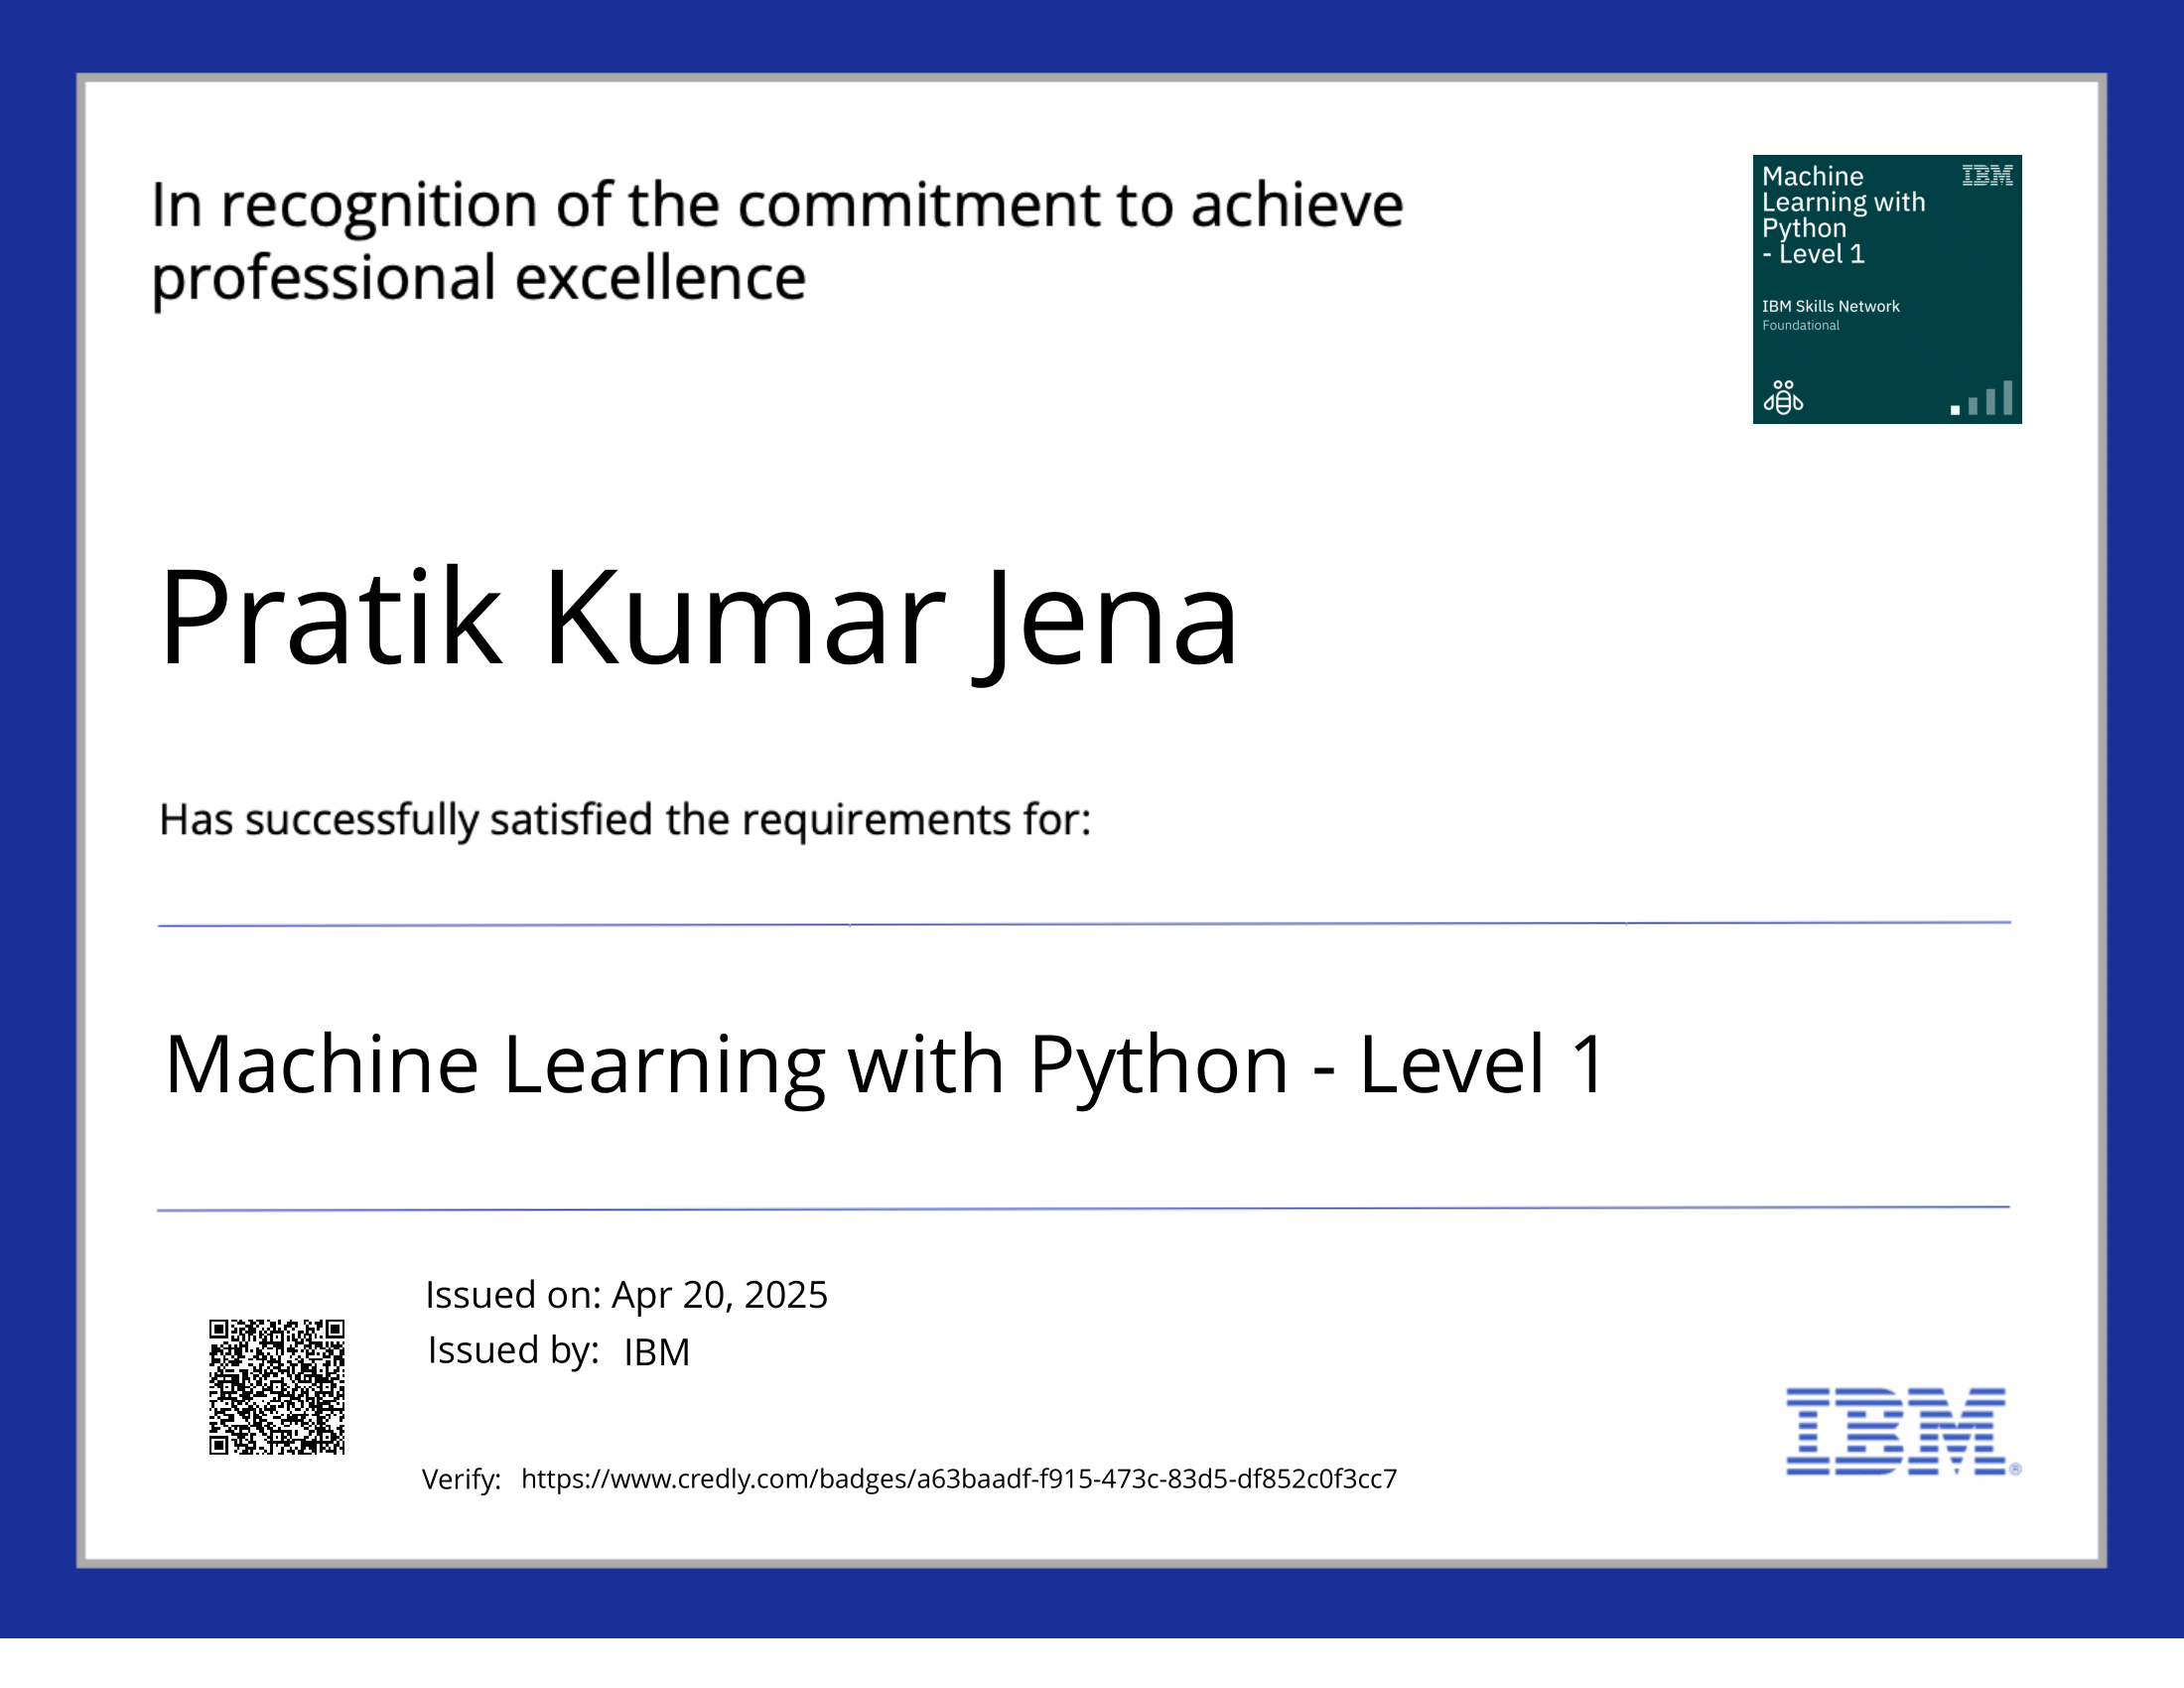 In recognition of the commitment to achieve
professional excellence
Machine
Learning with
Python
- Level 1
IBM
IBM Skills Network
Foundational
Pratik Kumar Jena
Has successfully satisfied the requirements for:
Machine Learning with Python - Level 1
Issued on: Apr 20, 2025
Issued by: IBM
Verify: https://www.credly.com/badges/a63baadf-f915-473c-83d5-df852c0f3cc7
IBM®